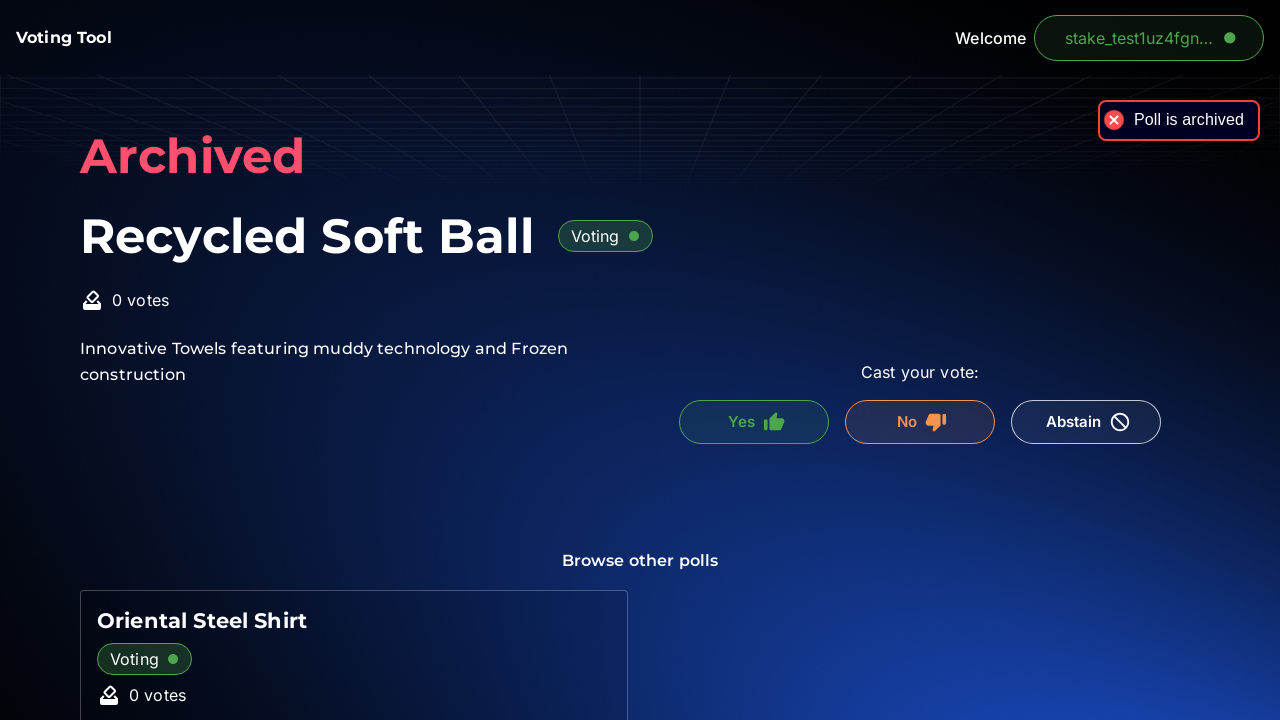 Voting Tool
Welcome
stake_test1uz4fgn...
Poll is archived
Archived
Recycled Soft Ball
Voting
0 votes
Innovative Towels featuring muddy technology and Frozen
construction
Cast your vote:
Yes
No
Abstain
Browse other polls
Oriental Steel Shirt
Voting
0 votes